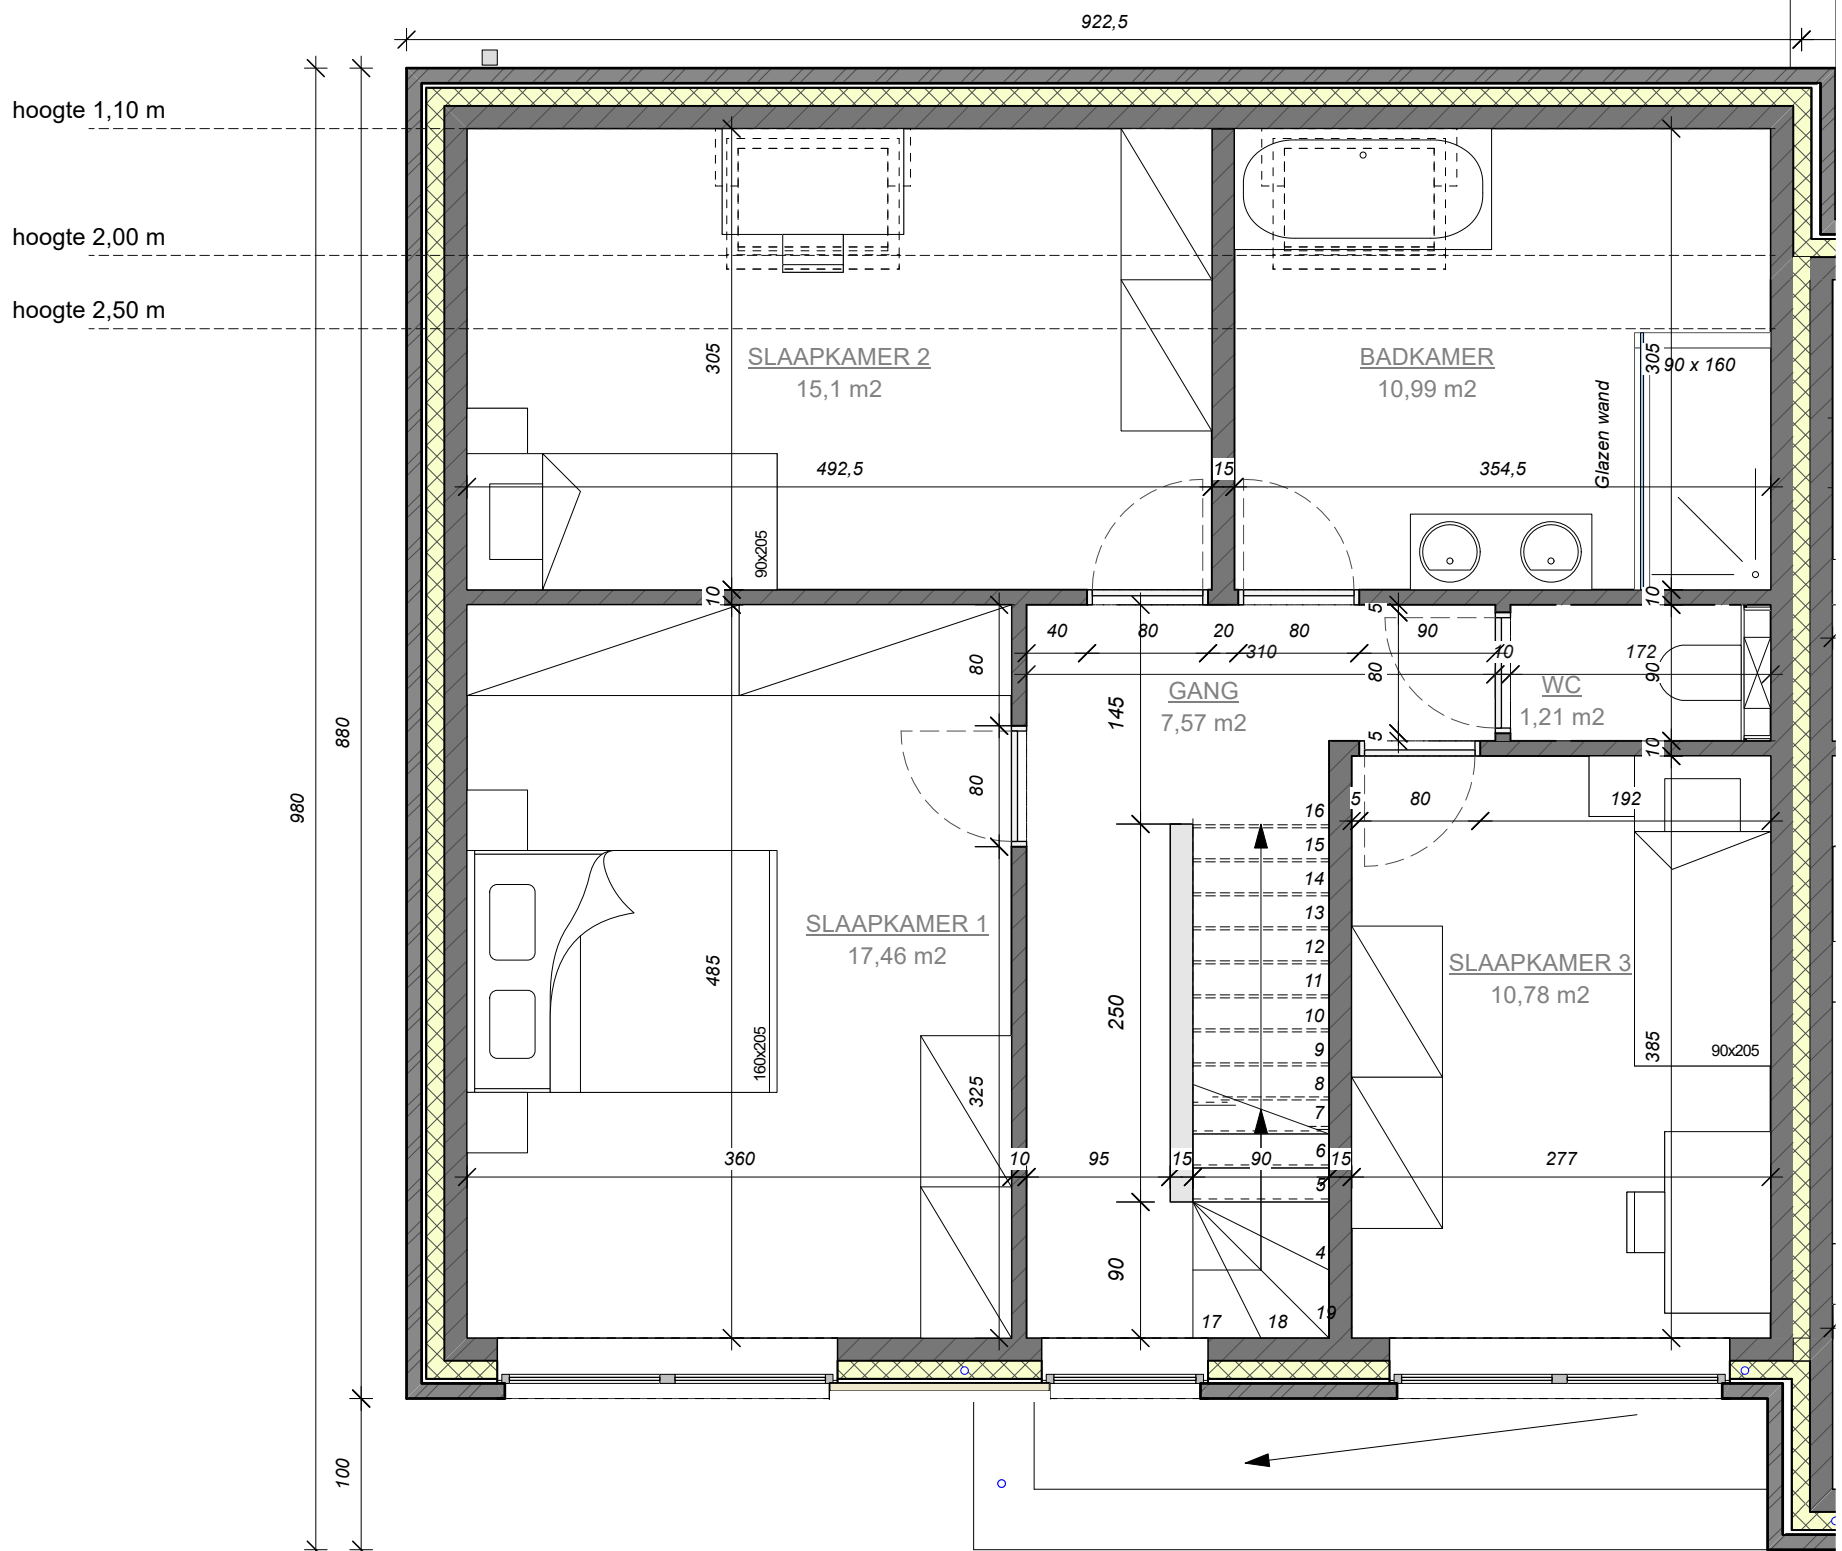 922,5
hoogte 1,10 m
hoogte 2,00 m
hoogte 2,50 m
305
SLAAPKAMER 2
15,1 m2
BADKAMER
10,99 m2
305
90 x 160
Glazen wand
492,5
15
354,5
90x205
10
10
40
80
20
80
5
90
310
10
172
80
80
90
GANG
7,57 m2
WC
1,21 m2
145
5
10
880
980
80
5
80
192
16
15
14
13
12
11
10
9
8
7
6
5
4
19
18
17
SLAAPKAMER 1
17,46 m2
485
250
SLAAPKAMER 3
10,78 m2
385
90x205
160x205
325
360
10
95
15
90
15
277
90
100